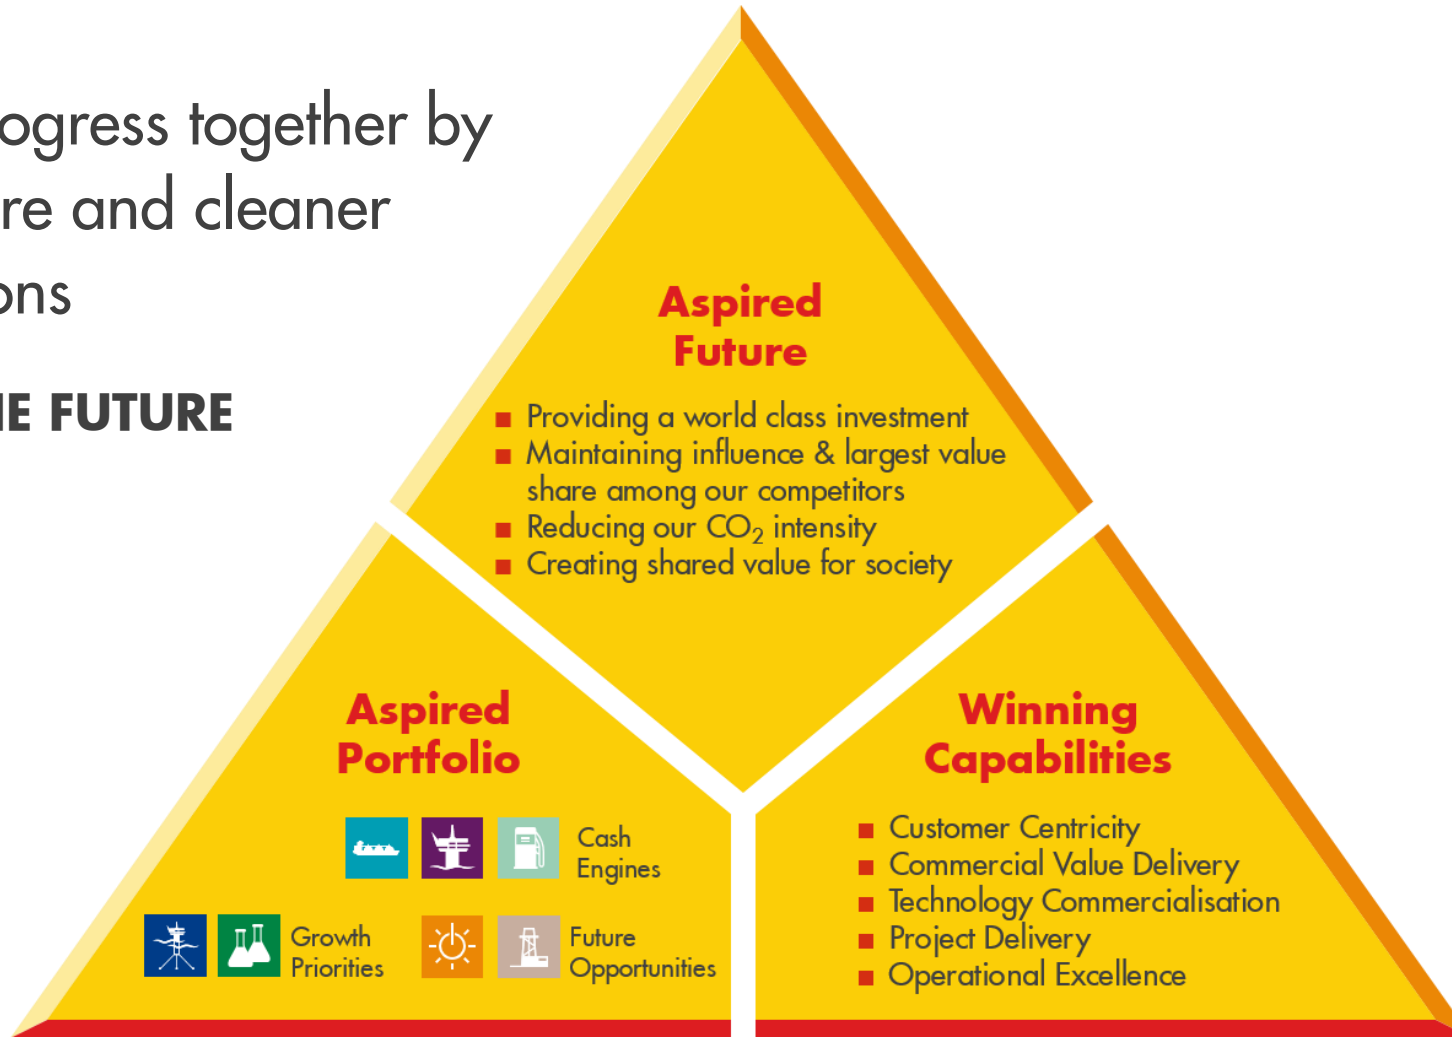 ogress together by
re and cleaner
ons
IE FUTURE
Aspired
Future
■ Providing a world class investment
■ Maintaining influence & largest value
share among our competitors
■ Reducing our CO₂ intensity
■ Creating shared value for society
Aspired
Portfolio
Cash
Engines
Growth
Priorities
Future
Opportunities
Winning
Capabilities
■ Customer Centricity
■ Commercial Value Delivery
■ Technology Commercialisation
■ Project Delivery
■ Operational Excellence